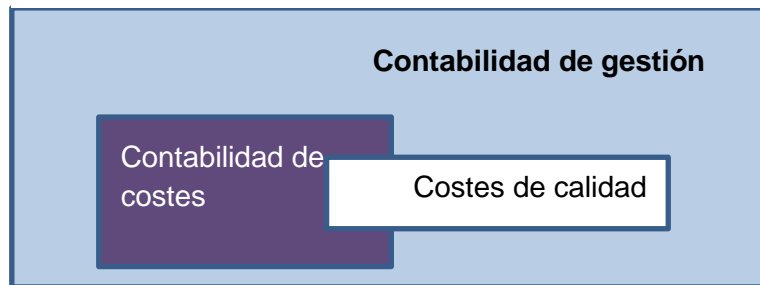 Contabilidad de gestión
Contabilidad de
costes
Costes de calidad